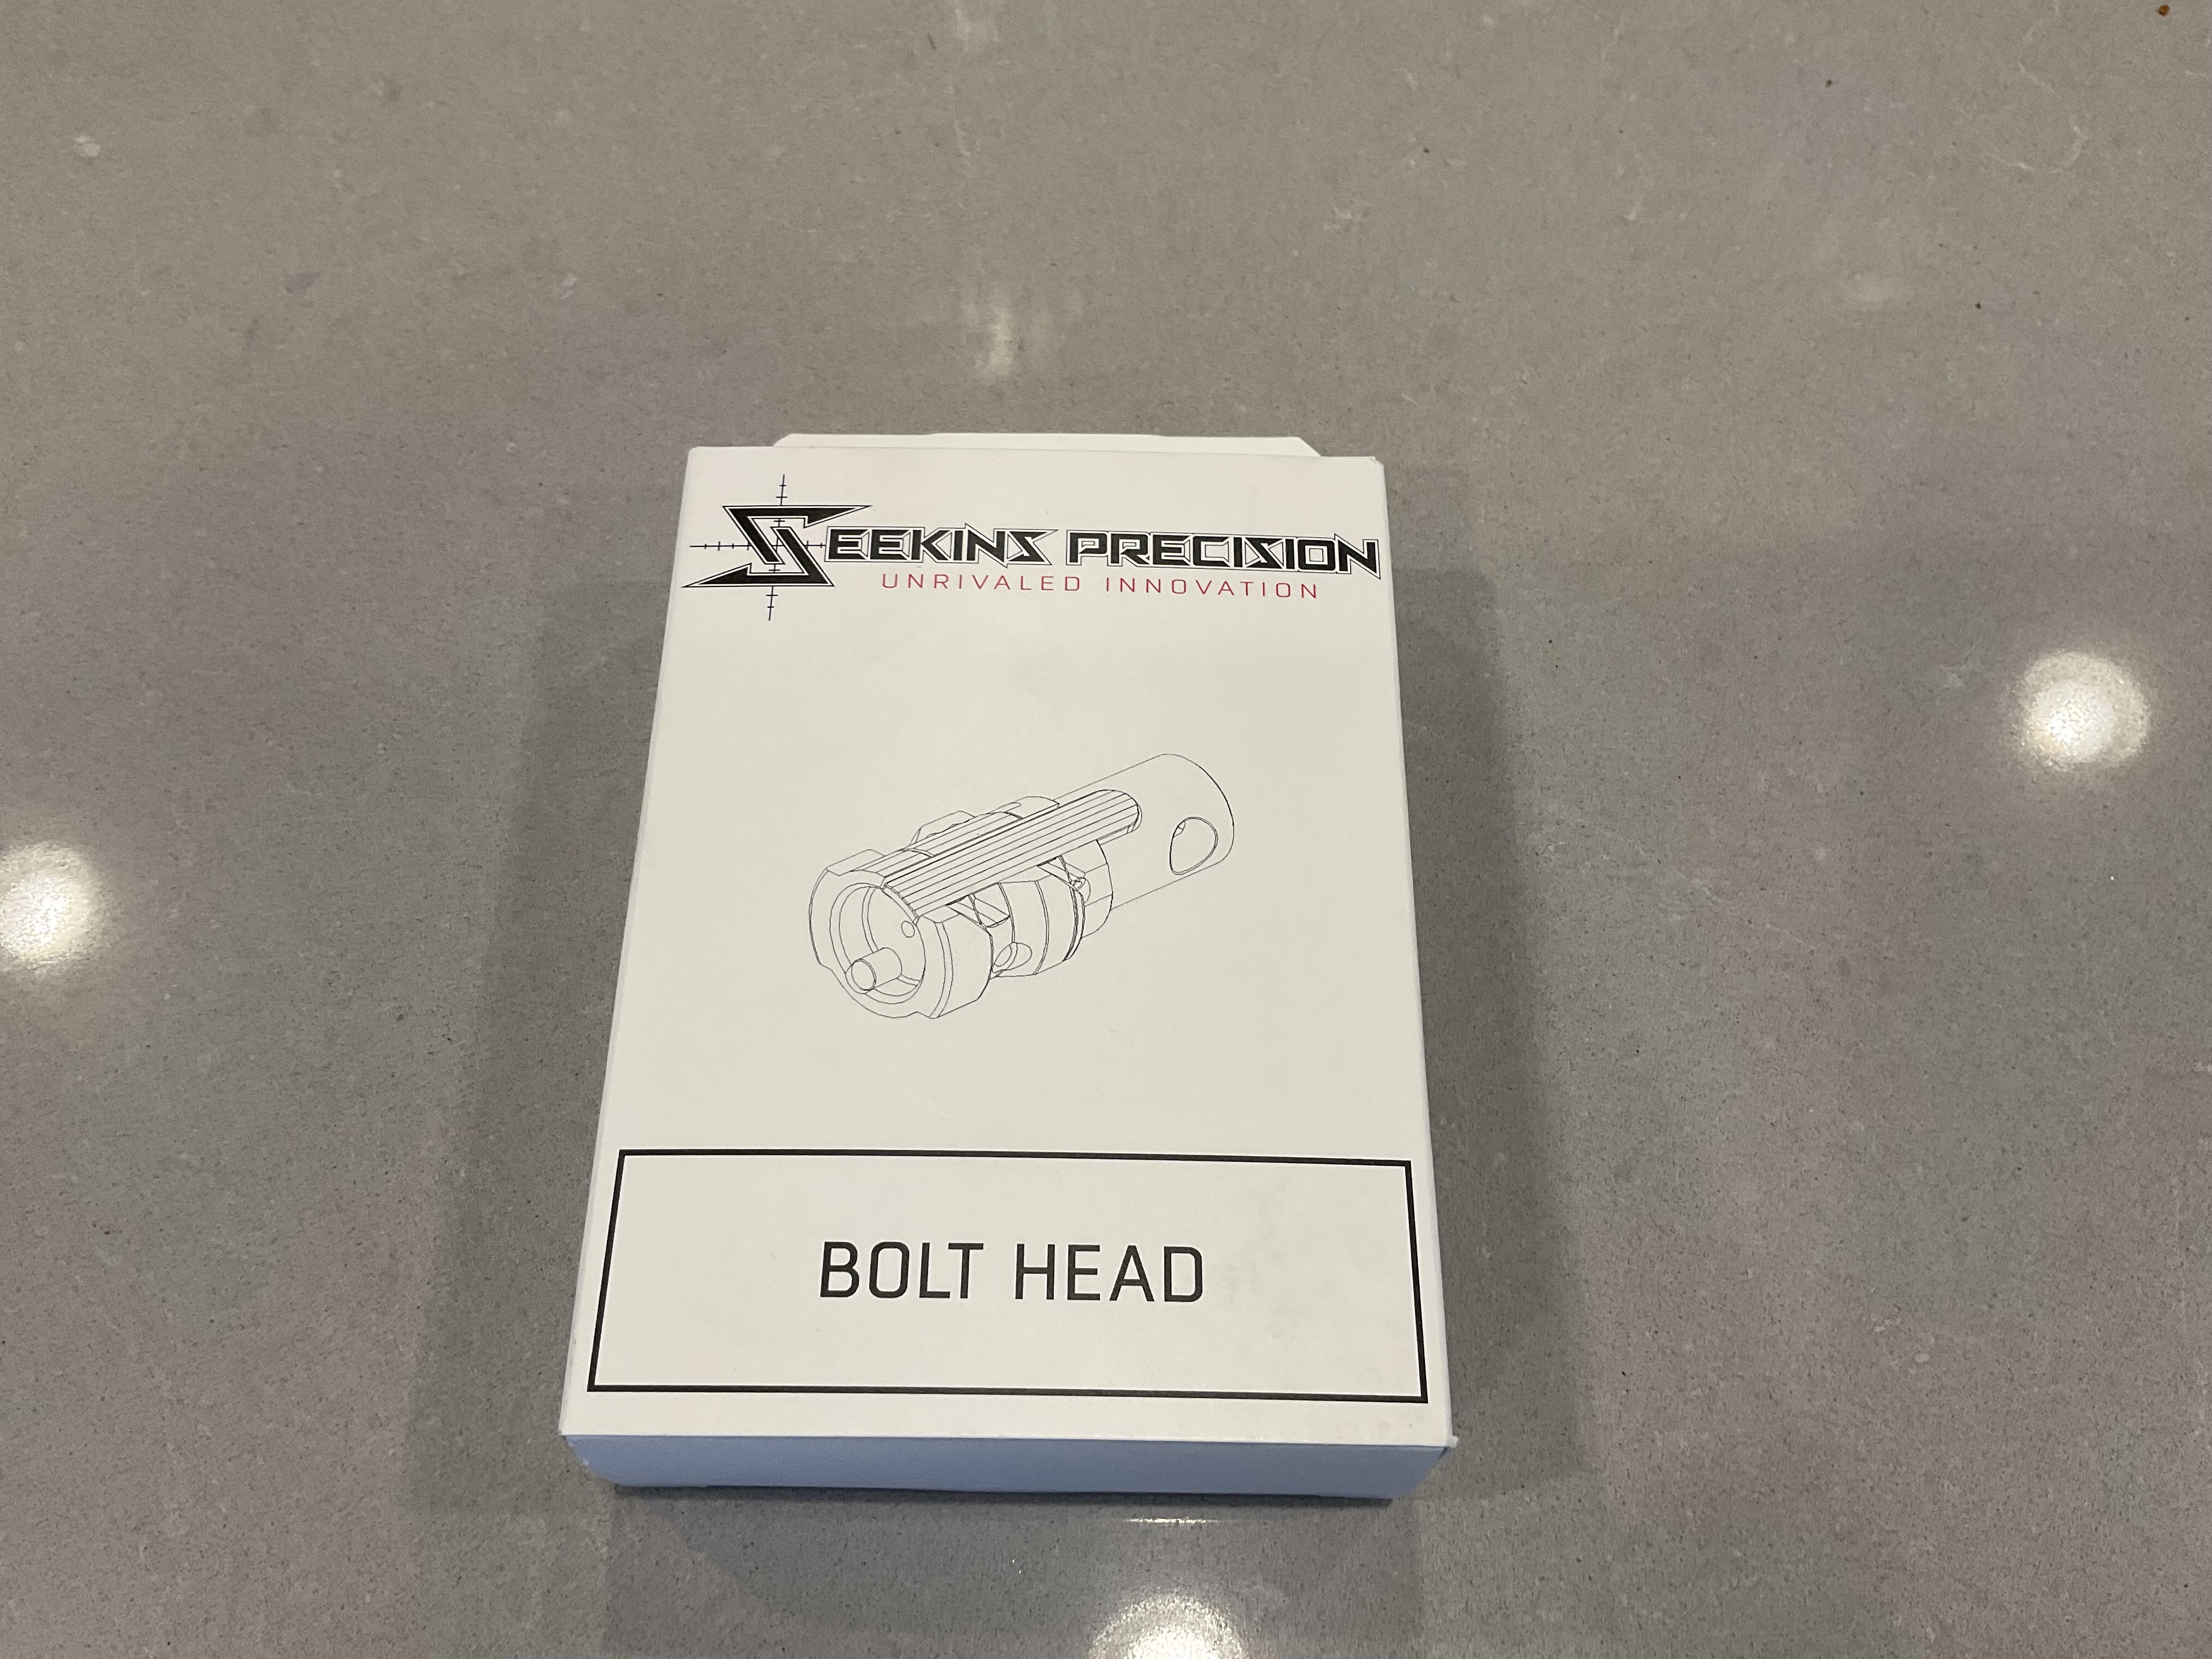 SEEKINS PRECISION
UNRIVALED INNOVATION
BOLT HEAD